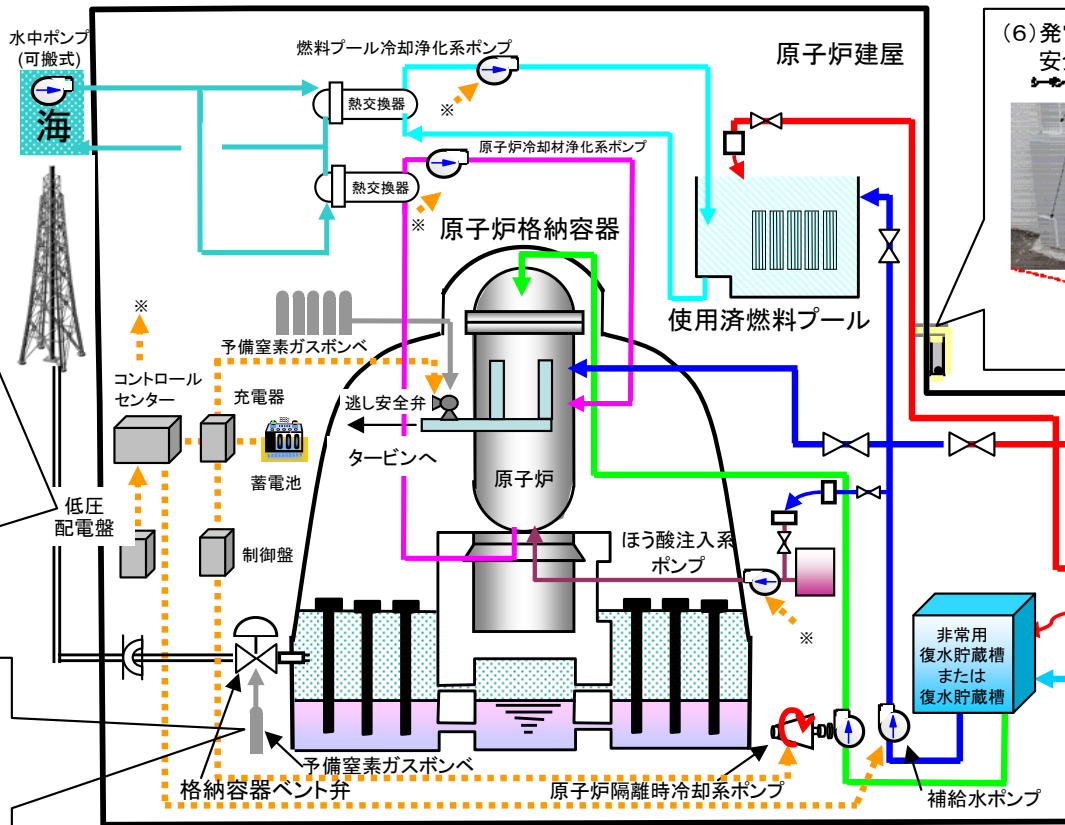 水中ポンプ
(可搬式)
海
燃料プール冷却浄化系ポンプ
原子炉建屋
(6)発
安
熱交換器
※
原子炉冷却材浄化系ポンプ
熱交換器
※
原子炉格納容器
使用済燃料プール
予備窒素ガスボンベ
※
コントロール
センター
充電器
逃し安全弁
タービンへ
蓄電池
原子炉
低圧
配電盤
制御盤
ほう酸注入系
ポンプ
※
非常用
復水貯蔵槽
または
復水貯蔵槽
予備窒素ガスボンベ
格納容器ベント弁
原子炉隔離時冷却系ポンプ
補給水ポンプ